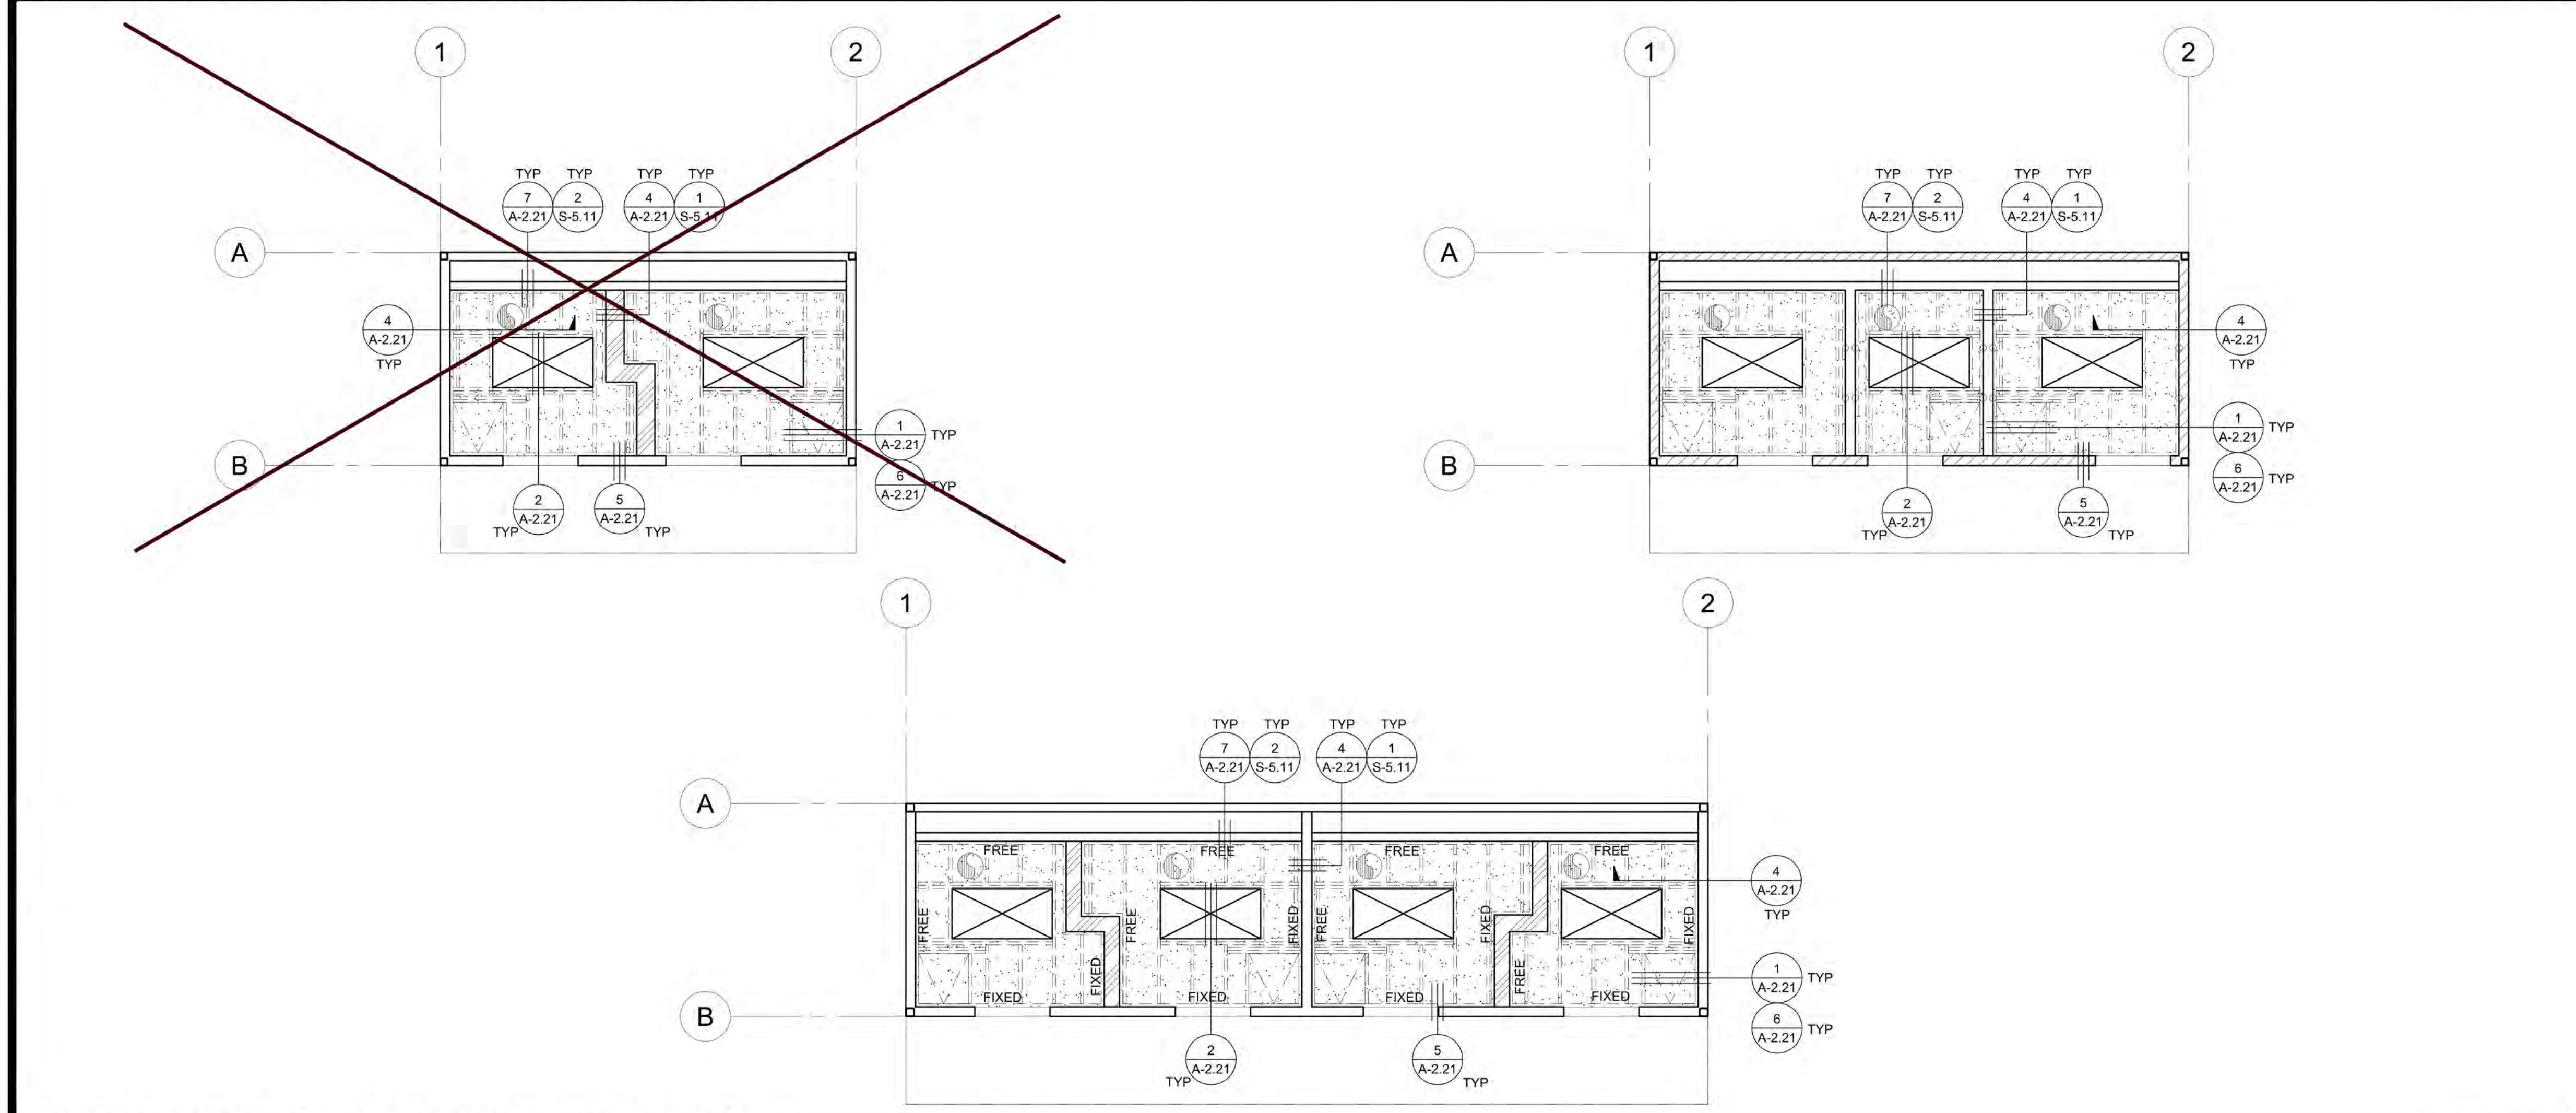 1
2
TYP TYP TYP TYP
7 2 4 1
A-2.21 S-5.11 A-2.21 S-5.11
A
4
A-2.21
TYP
1
A-2.21 TYP
B
6
A-2.21 TYP
2
A-2.21
TYP
5
A-2.21
TYP
1
2
TYP TYP TYP TYP
7 2 4 1
A-2.21 S-5.11 A-2.21 S-5.11
A
4
A-2.21
TYP
1
A-2.21 TYP
B
6
A-2.21 TYP
2
A-2.21
TYP
5
A-2.21
TYP
1
2
TYP TYP TYP TYP
7 2 4 1
A-2.21 S-5.11 A-2.21 S-5.11
A
FREE FREE FREE FREE
4
A-2.21
TYP
FREE FREE FIXED FREE FIXED FIXED
FIXED FREE
1
A-2.21 TYP
FIXED FIXED FIXED FIXED
B
6
A-2.21 TYP
2
A-2.21
TYP
5
A-2.21
TYP